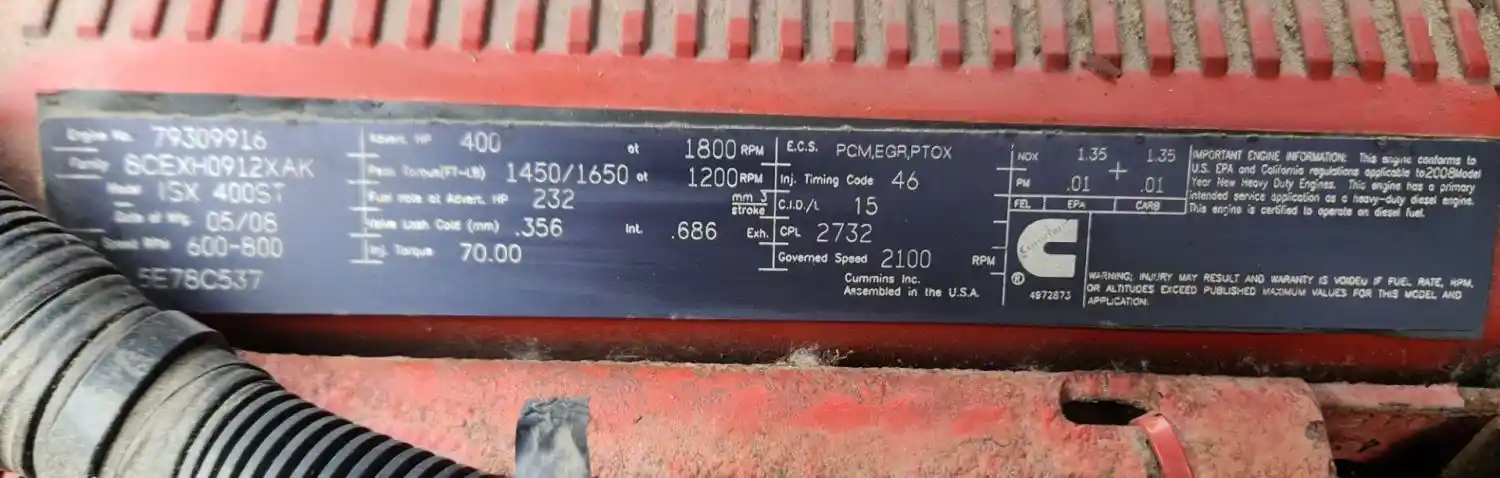 Engine No. 79309916
Family 8CEXH0912XAK
Model ISX 400ST
Date of Mfg. 05/08
600-800
5E78C537
Advert. HP 400 at 1800 RPM
Peak Torque(FT-LB) 1450/1650 at 1200 RPM
Fuel rate at Advert. HP 232 mm 3 stroke
Valve Lash Cold (mm) .356 Int. .686 Exh.
Inj. Torque 70.00
E.C.S. PCM,EGR,PTOX
Inj. Timing Code 46
C.I.D./L 15
CPL 2732
Governed Speed 2100 RPM
Cummins Inc.
Assembled in the U.S.A.
NOX 1.35 + 1.35
PM .01 .01
FEL EPA CARB
Cummins
®
4972873
IMPORTANT ENGINE INFORMATION: This engine conforms to
U.S. EPA and California regulations applicable to 2008 Model
Year New Heavy Duty Engines. This engine has a primary
intended service application as a heavy-duty diesel engine.
This engine is certified to operate on diesel fuel.
WARNING: INJURY MAY RESULT AND WARANTY IS VOIDED IF FUEL RATE, RPM,
OR ALTITUDES EXCEED PUBLISHED MAXIMUM VALUES FOR THIS MODEL AND
APPLICATION.